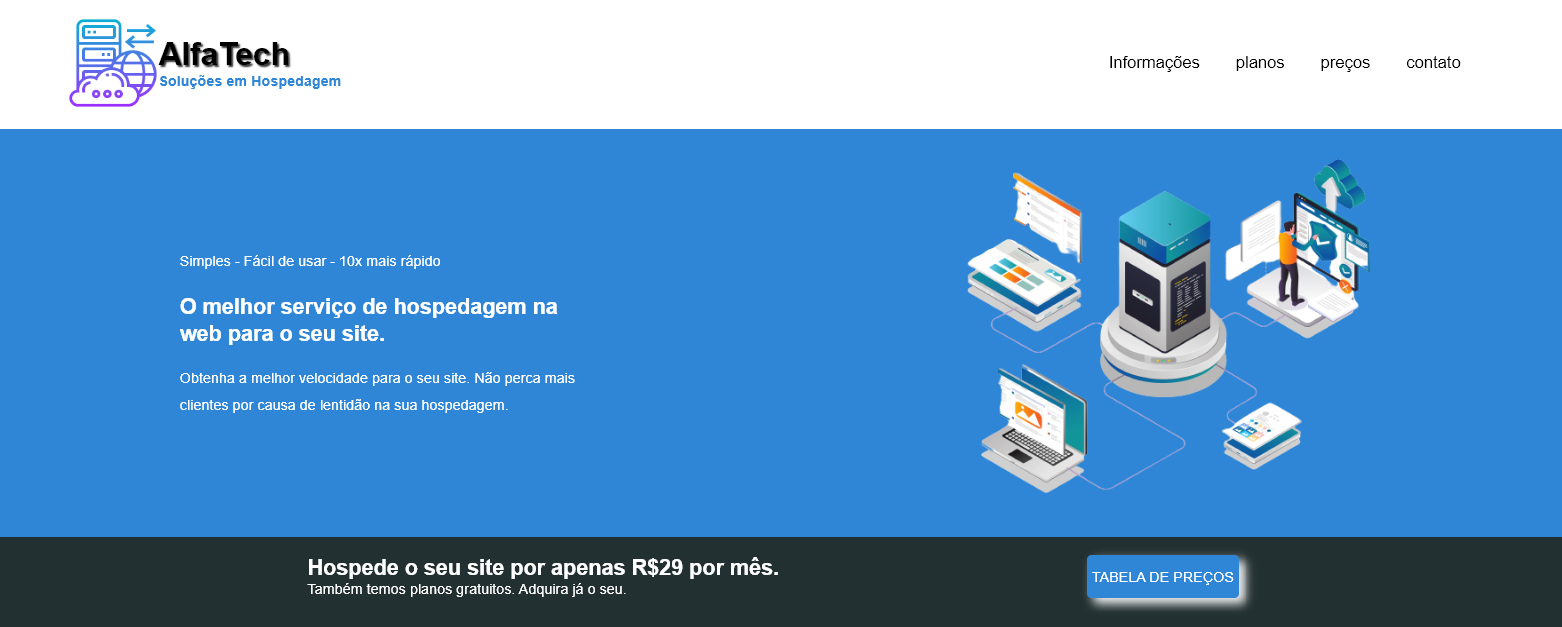 AlfaTech
Soluções em Hospedagem
Informações planos preços contato
Simples - Fácil de usar - 10x mais rápido
O melhor serviço de hospedagem na
web para o seu site.
Obtenha a melhor velocidade para o seu site. Não perca mais
clientes por causa de lentidão na sua hospedagem.
Hospede o seu site por apenas R$29 por mês.
Também temos planos gratuitos. Adquira já o seu.
TABELA DE PREÇOS